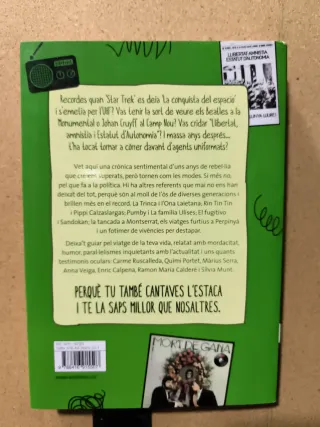 LLIBERTAT, AMNISTIA
ESTATUT D'AUTONOMIA
Recordes quan 'Star Trek' es deia 'La conquista del espacio'
i s'emetia per l'UHF? Vas tenir la sort de veure els Beatles a la
Monumental o Johan Cruyff al Camp Nou? Vas cridar "Llibertat,
amnistia i Estatut d'Autonomia"? I massa anys després...
t'ha tocat tornar a córrer davant d'agents uniformats?
Vet aquí una crònica sentimental d'uns anys de rebel·lia
que crèiem superats, però tornen com les modes. Si més no,
pel que fa a la política. Hi ha altres referents que mai no ens han
deixat del tot, perquè són al moll de l'os de diverses generacions i
brillen més en el record: La Trinca i l'Ona Laietana, Rin Tin Tin
i Pippi Calzaslargas; Pumby i La familia Ulises; El fugitivo
i Sandokan; la tancada a Montserrat, els viatges furtius a Perpinyà
i un fotimer de vivències per destapar.
Deixa't guiar pel viatge de la teva vida, relatat amb mordacitat,
humor, paral·lelismes inquietants amb l'actualitat i uns quants
testimonis oculars: Carme Ruscalleda, Quimi Portet, Màrius Serra,
Anna Veiga, Enric Calpena, Ramon Maria Calderé i Sílvia Munt.
PERQUÈ TU TAMBÉ CANTAVES L'ESTACA
I TE LA SAPS MILLOR QUE NOSALTRES.
MORT DE GANA